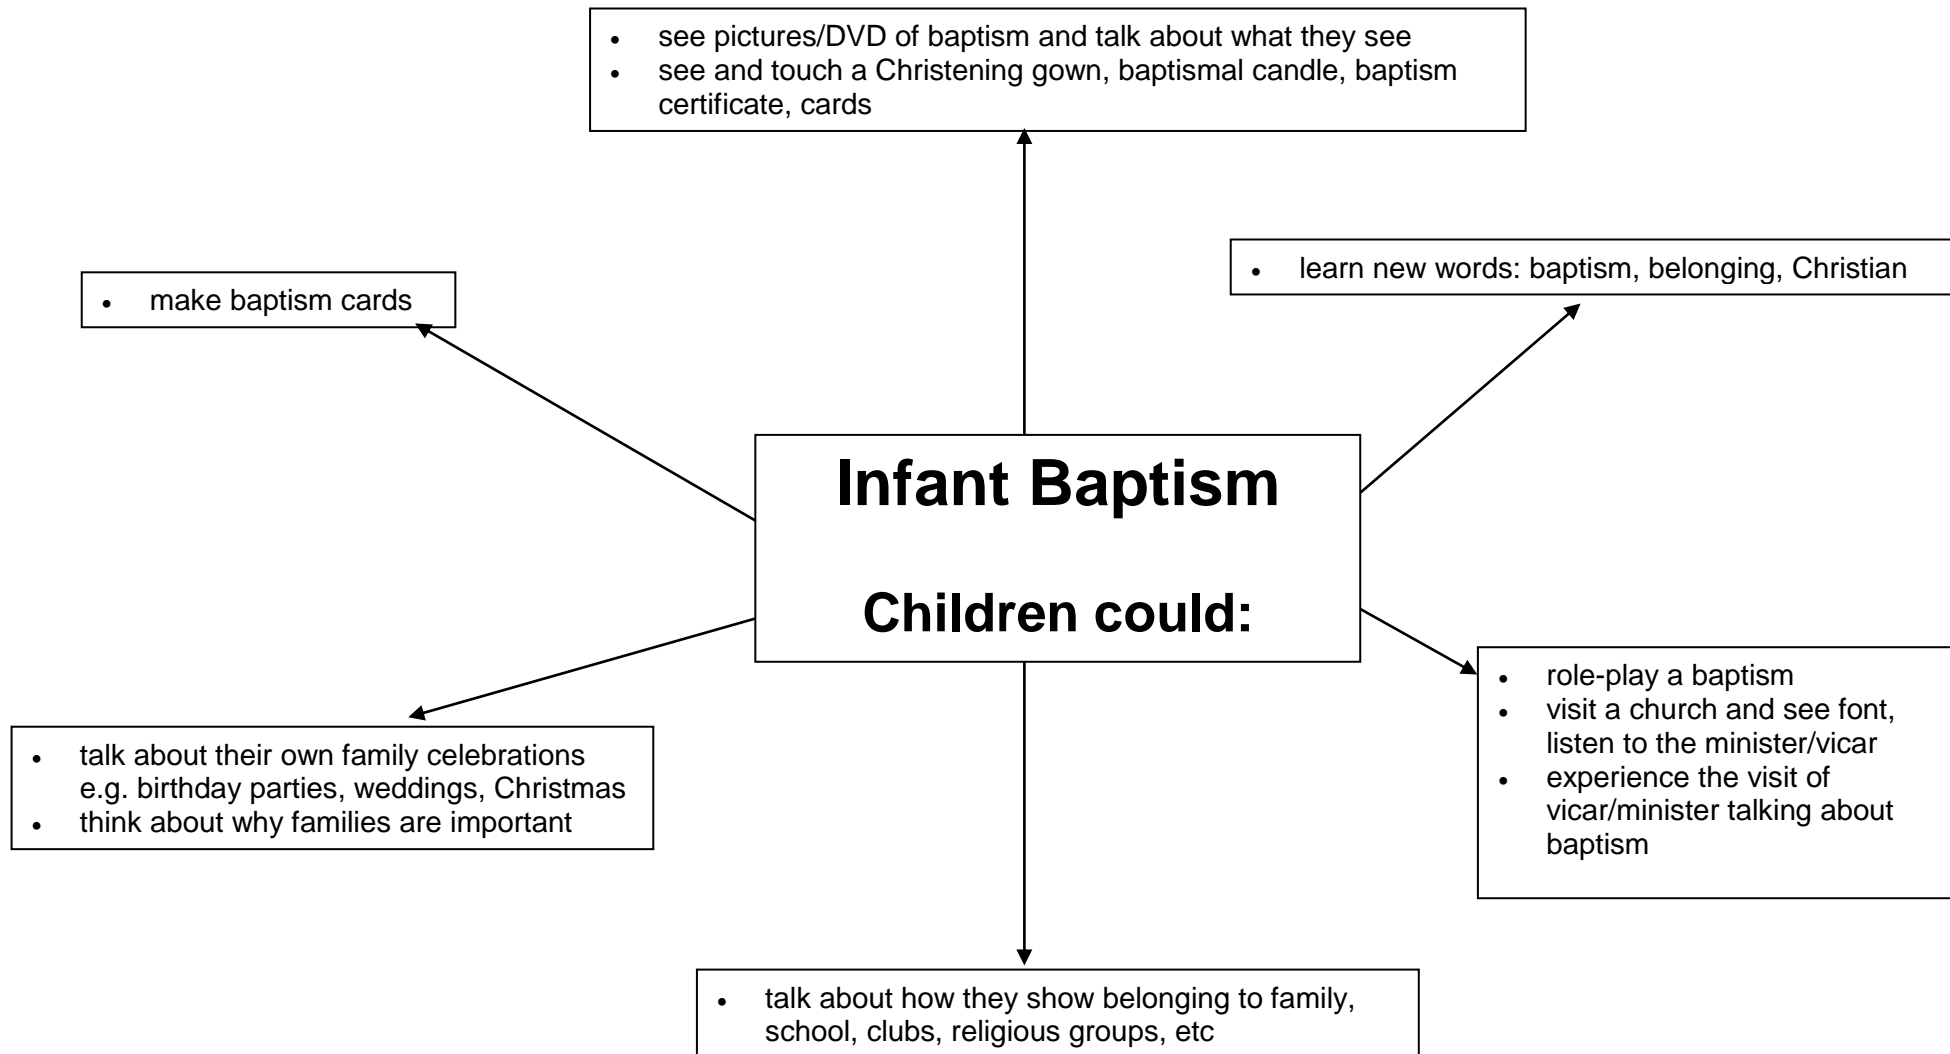 • see pictures/DVD of baptism and talk about what they see
• see and touch a Christening gown, baptismal candle, baptism
certificate, cards
• learn new words: baptism, belonging, Christian
• make baptism cards
Infant Baptism
Children could:
• role-play a baptism
• visit a church and see font,
listen to the minister/vicar
• experience the visit of
vicar/minister talking about
baptism
• talk about their own family celebrations
e.g. birthday parties, weddings, Christmas
• think about why families are important
• talk about how they show belonging to family,
school, clubs, religious groups, etc